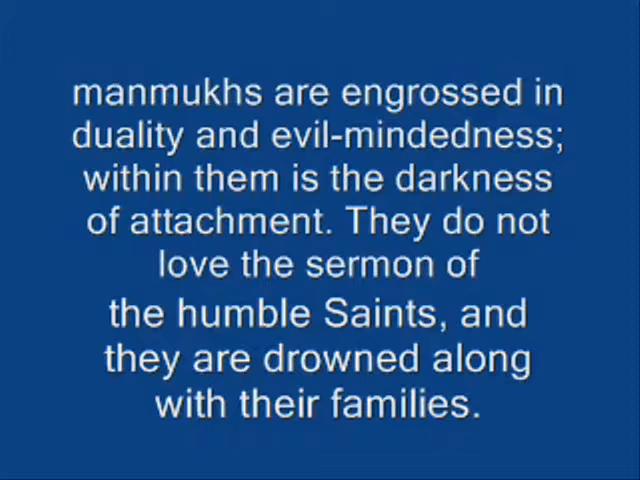 manmukhs are engrossed in
duality and evil-mindedness;
within them is the darkness
of attachment. They do not
love the sermon of
the humble Saints, and
they are drowned along
with their families.